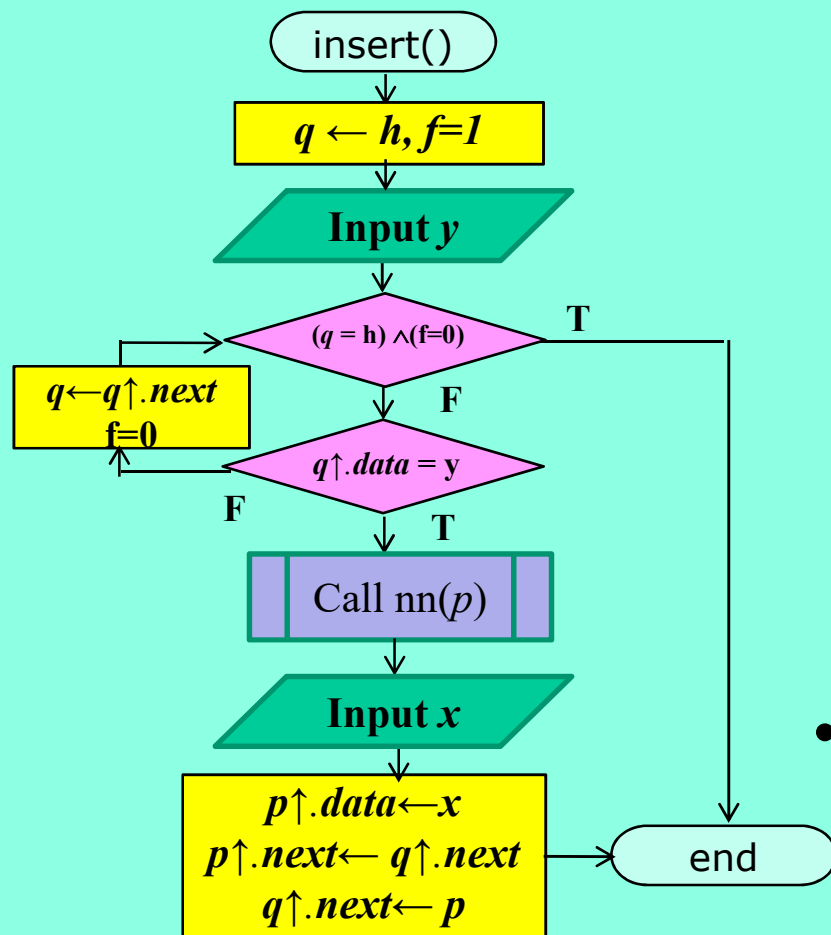 insert()
q ← h, f=1
Input y
(q = h) ∧(f=0)
T
q←q↑.next
f=0
F
q↑.data = y
F
T
Call nn(p)
Input x
•
p↑.data←x
p↑.next← q↑.next
q↑.next← p
end